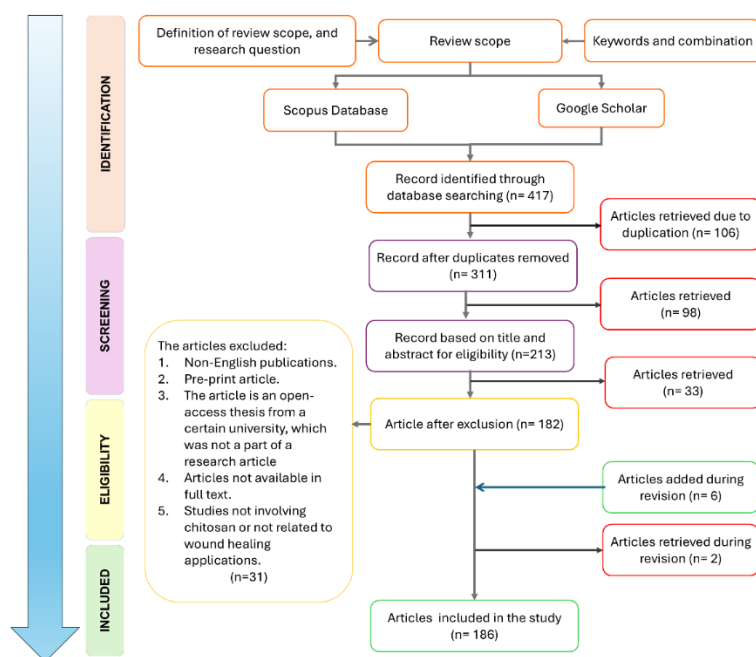 Definition of review scope, and
research question
Review scope
Keywords and combination
IDENTIFICATION
Scopus Database
Google Scholar
Record identified through
database searching (n= 417)
Articles retrieved due to
duplication (n= 106)
SCREENING
Record after duplicates removed
(n= 311)
Articles retrieved
(n= 98)
Record based on title and
abstract for eligibility (n=213)
Articles retrieved
(n= 33)
The articles excluded:
1. Non-English publications.
2. Pre-print article.
3. The article is an open-
access thesis from a
certain university, which
was not a part of a
research article
4. Articles not available in
full text.
5. Studies not involving
chitosan or not related to
wound healing
applications.
(n=31)
ELIGIBILITY
Article after exclusion (n= 182)
Articles added during
revision (n= 6)
Articles retrieved during
revision (n= 2)
INCLUDED
Articles included in the study
(n= 186)